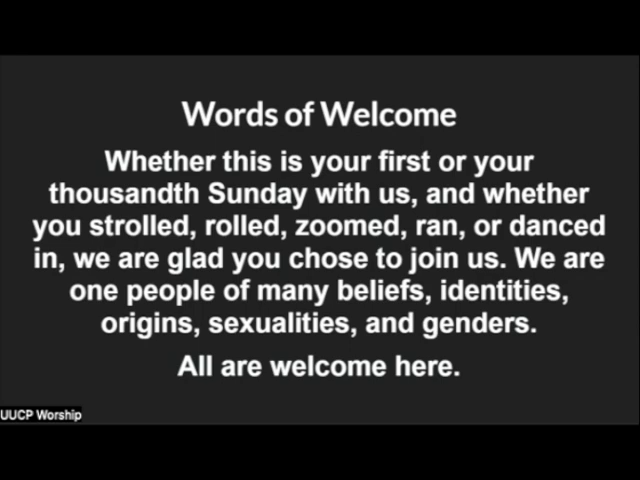 Words of Welcome
Whether this is your first or your
thousandth Sunday with us, and whether
you strolled, rolled, zoomed, ran, or danced
in, we are glad you chose to join us. We are
one people of many beliefs, identities,
origins, sexualities, and genders.
All are welcome here.
UUCP Worship